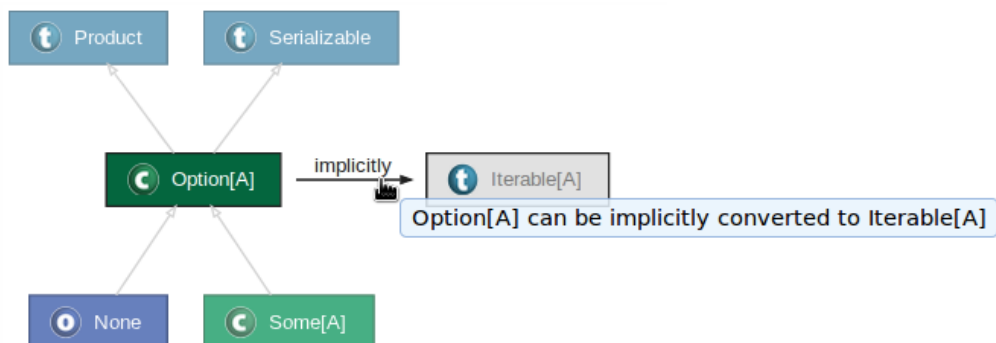 t Product
t Serializable
C Option[A]
implicitly
t Iterable[A]
Option[A] can be implicitly converted to Iterable[A]
O None
C Some[A]